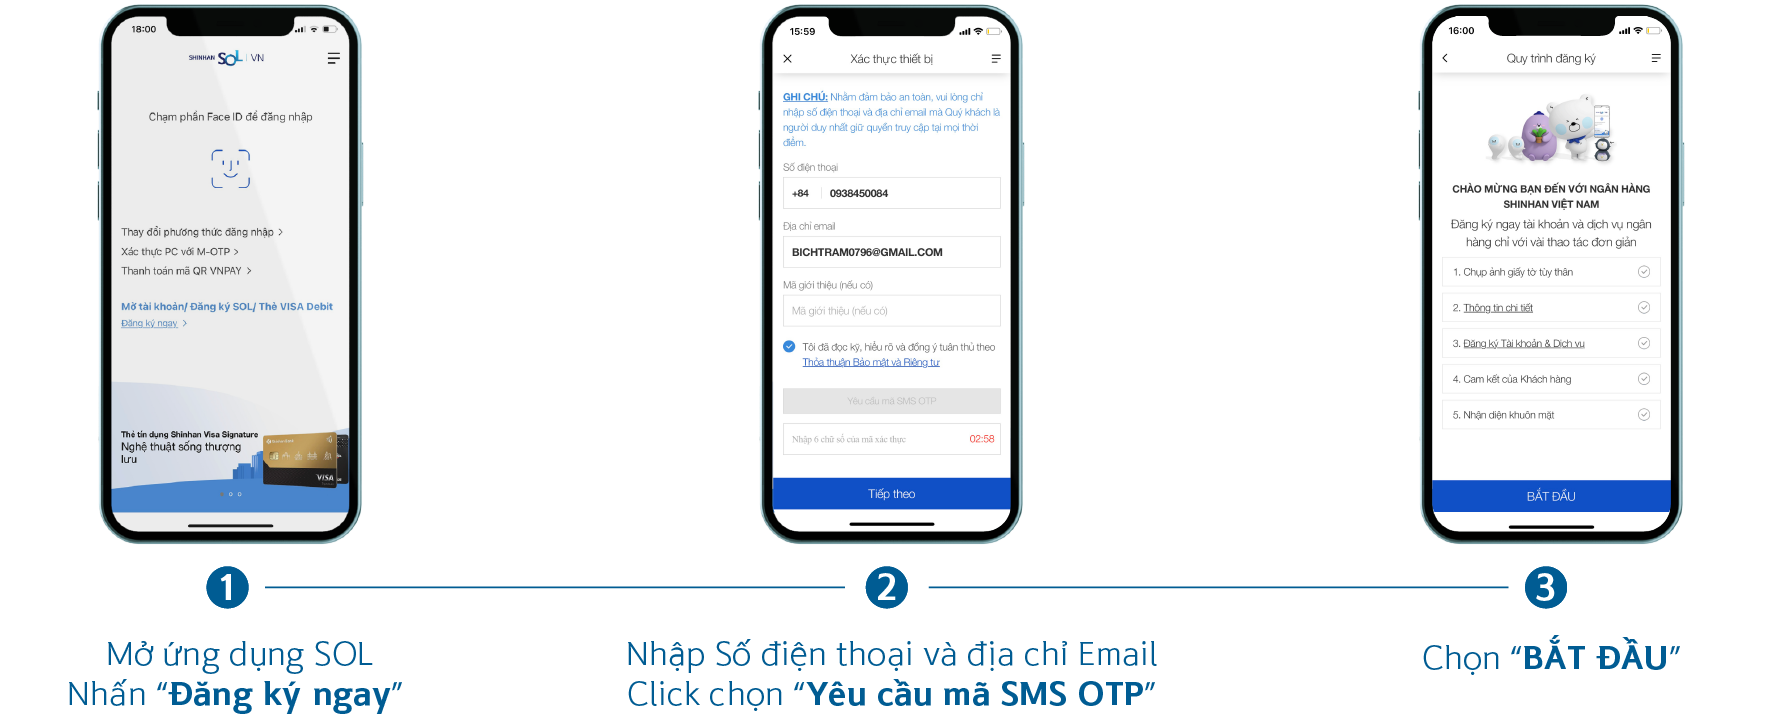 18:00
SHINHAN SOL VN
Chạm phần Face ID để đăng nhập
Thay đổi phương thức đăng nhập >
Xác thực PC với M-OTP >
Thanh toán mã QR VNPAY >
Mở tài khoản/ Đăng ký SOL/ Thẻ VISA Debit
Đăng ký ngay >
Thẻ tín dụng Shinhan Visa Signature
Nghệ thuật sống thượng
lưu
VISA
15:59
Xác thực thiết bị
GHI CHÚ: Nhằm đảm bảo an toàn, vui lòng chỉ
nhập số điện thoại và địa chỉ email mà Quý khách là
người duy nhất giữ quyền truy cập tại mọi thời
điểm.
Số điện thoại
+84 0938450084
Địa chỉ email
BICHTRAM0796@GMAIL.COM
Mã giới thiệu (nếu có)
Mã giới thiệu (nếu có)
Tôi đã đọc kỹ, hiểu rõ và đồng ý tuân thủ theo
Thỏa thuận Bảo mật và Riêng tư
Yêu cầu mã SMS OTP
Nhập 6 chữ số của mã xác thực 02:58
Tiếp theo
16:00
Quy trình đăng ký
CHÀO MỪNG BẠN ĐẾN VỚI NGÂN HÀNG
SHINHAN VIỆT NAM
Đăng ký ngay tài khoản và dịch vụ ngân
hàng chỉ với vài thao tác đơn giản
1. Chụp ảnh giấy tờ tùy thân
2. Thông tin chi tiết
3. Đăng ký Tài khoản & Dịch vụ
4. Cam kết của Khách hàng
5. Nhận diện khuôn mặt
BẮT ĐẦU
1
Mở ứng dụng SOL
Nhấn “Đăng ký ngay”
2
Nhập Số điện thoại và địa chỉ Email
Click chọn “Yêu cầu mã SMS OTP”
3
Chọn “BẮT ĐẦU”